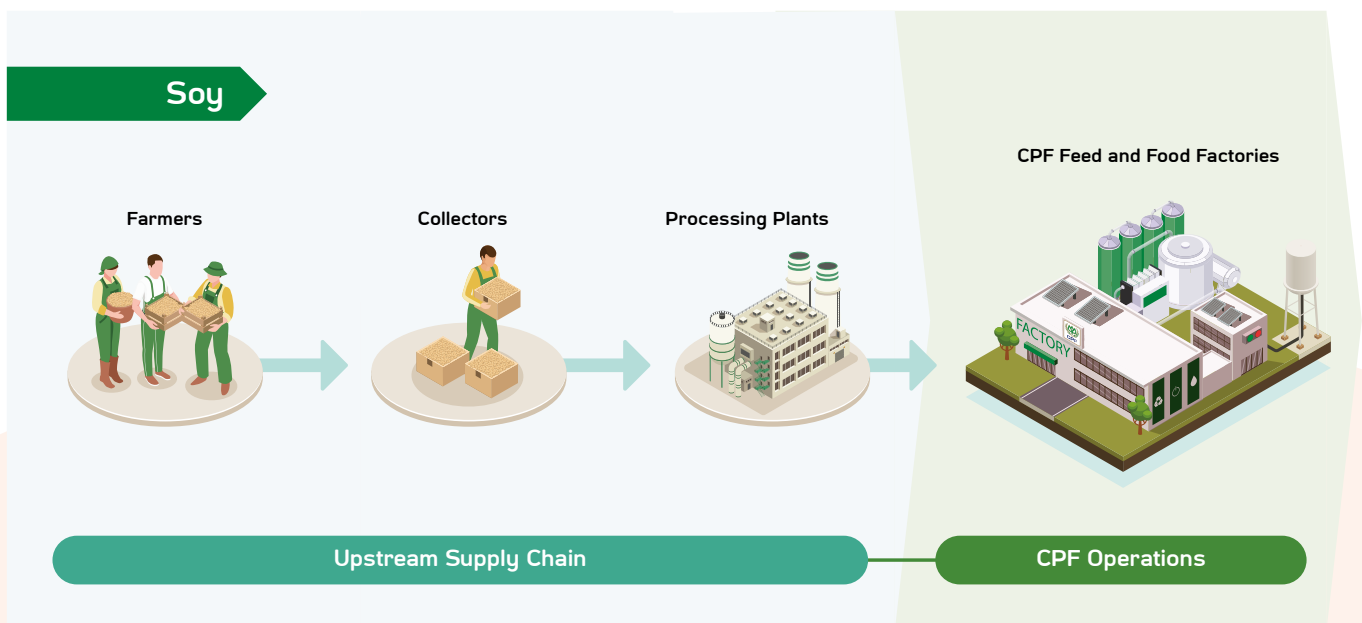 Soy
CPF Feed and Food Factories
Farmers
Collectors
Processing Plants
FACTORY
Upstream Supply Chain
CPF Operations